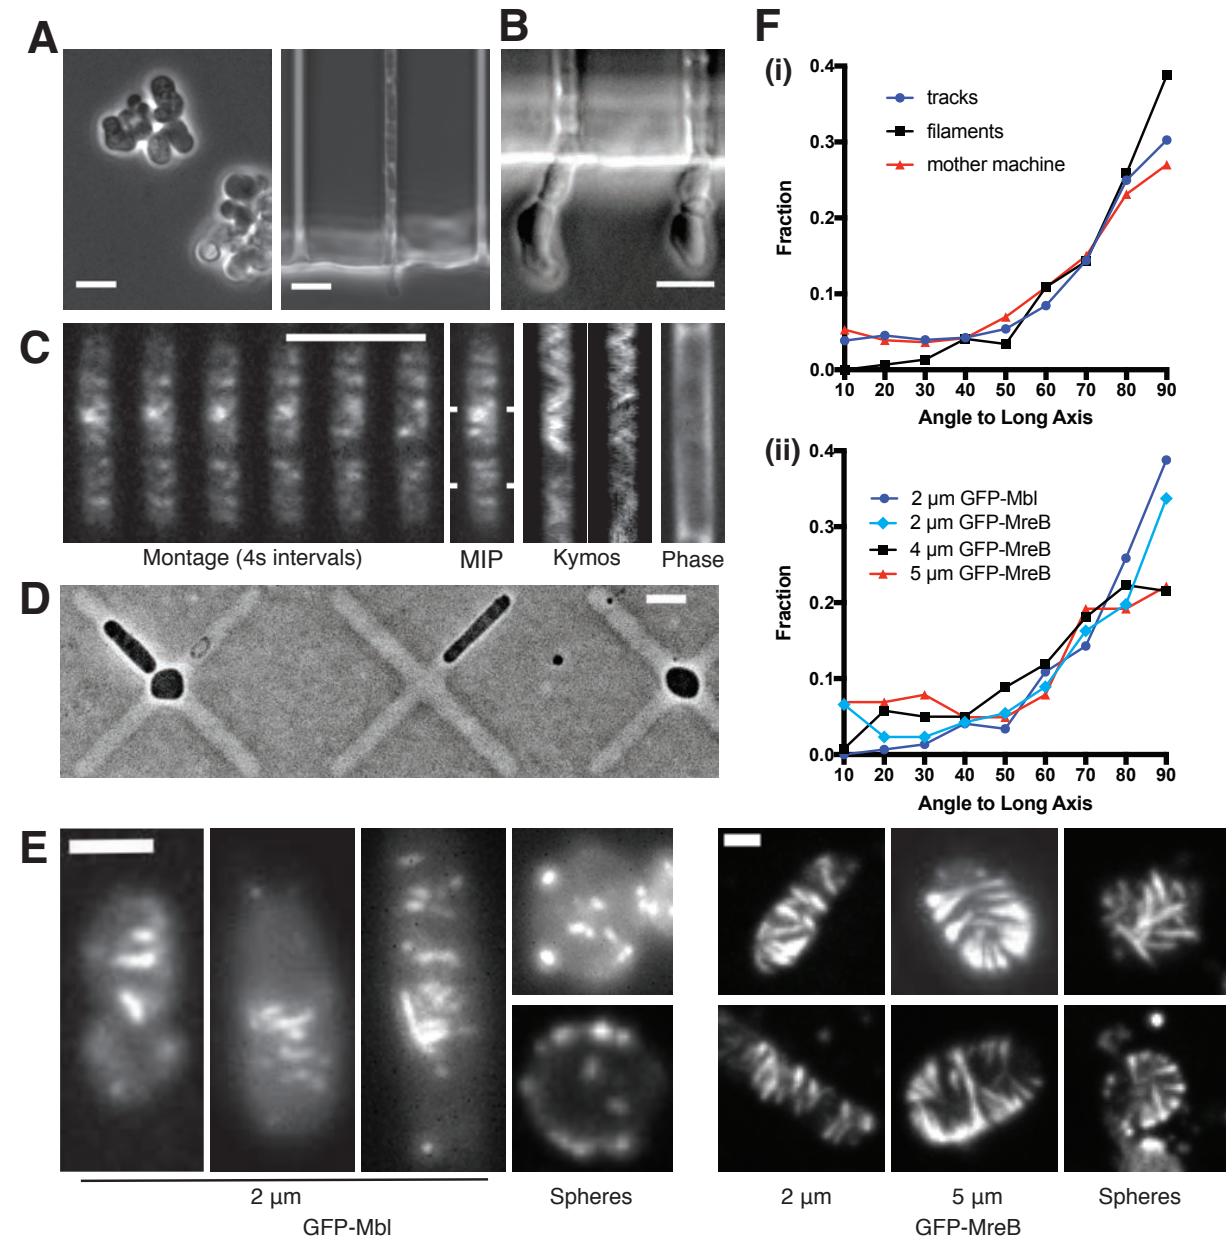 A
B
C
Montage (4s intervals)
MIP
Kymos
Phase
D
E
2 µm
GFP-Mbl
Spheres
2 µm
5 µm
GFP-MreB
Spheres
F
(i)
0.4
0.3
0.2
0.1
0.0
Fraction
tracks
filaments
mother machine
10 20 30 40 50 60 70 80 90
Angle to Long Axis
(ii)
0.4
0.3
0.2
0.1
0.0
Fraction
2 µm GFP-Mbl
2 µm GFP-MreB
4 µm GFP-MreB
5 µm GFP-MreB
10 20 30 40 50 60 70 80 90
Angle to Long Axis